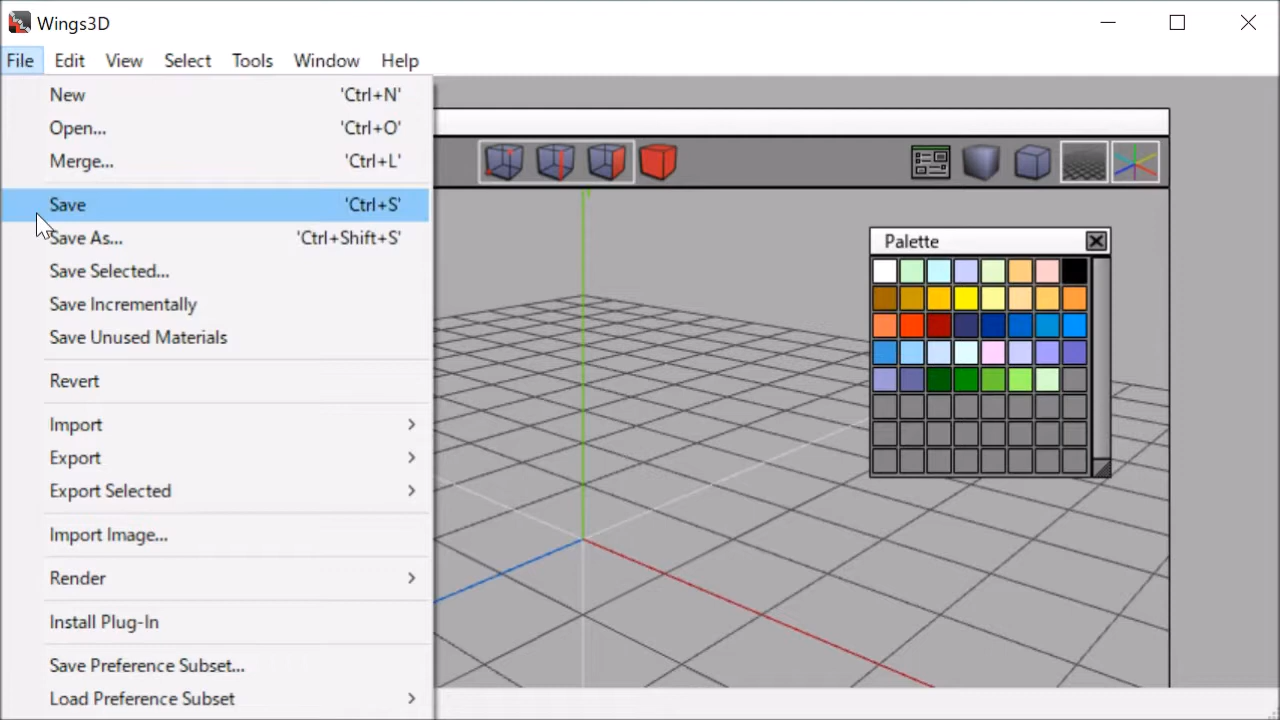 Wings3D
File Edit View Select Tools Window Help
New 'Ctrl+N'
Open... 'Ctrl+O'
Merge... 'Ctrl+L'
Save 'Ctrl+S'
Save As... 'Ctrl+Shift+S'
Save Selected...
Save Incrementally
Save Unused Materials
Revert
Import
Export
Export Selected
Import Image...
Render
Install Plug-In
Save Preference Subset...
Load Preference Subset
Palette